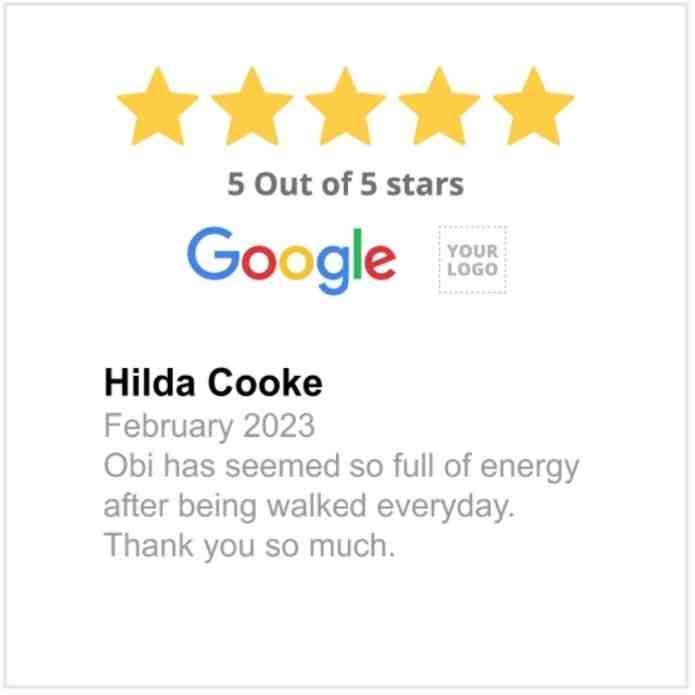 5 Out of 5 stars
Google
YOUR
LOGO
Hilda Cooke
February 2023
Obi has seemed so full of energy
after being walked everyday.
Thank you so much.